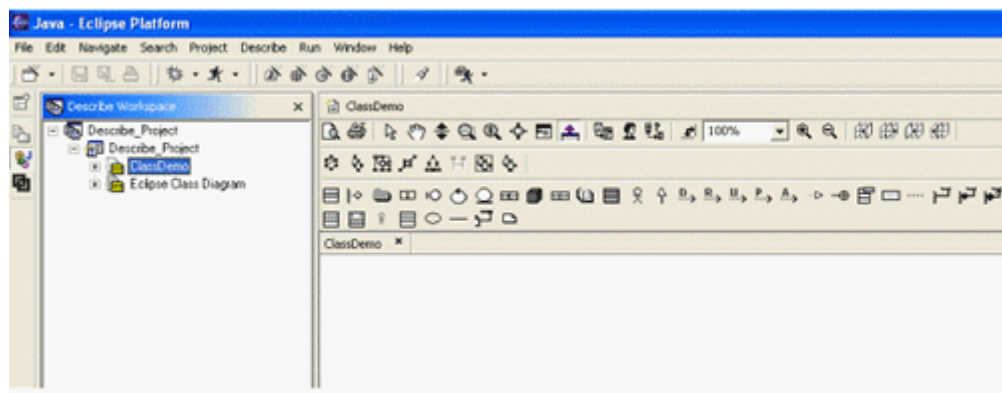 Java - Eclipse Platform
File Edit Navigate Search Project Describe Run Window Help
Describe Workspace
ClassDemo
Describe_Project
Describe_Project
ClassDemo
Eclipse Class Diagram
100%
ClassDemo